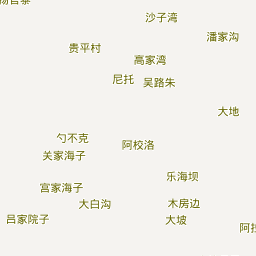 沙子湾
潘家沟
贵平村
高家湾
尼托
吴路朱
大地
勺不克
阿校洛
关家海子
乐海坝
宫家海子
大白沟
木房边
吕家院子
大坡